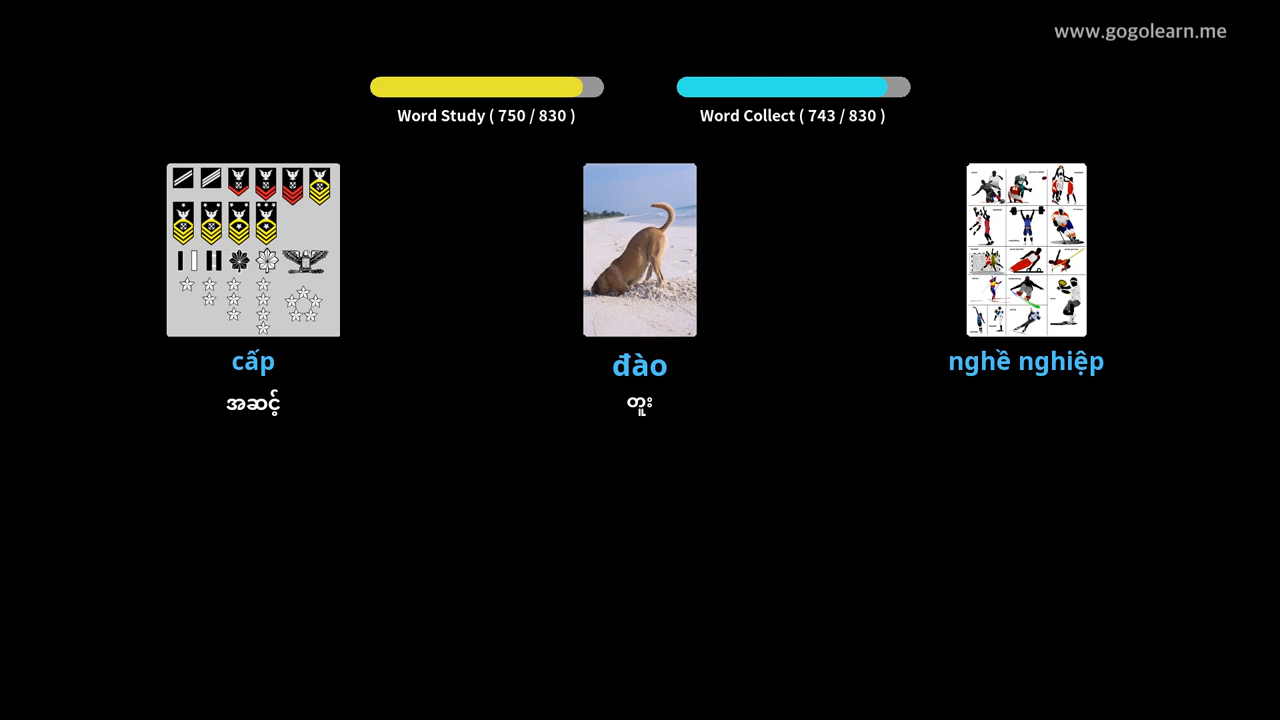 www.gogolearn.me
Word Study ( 750 / 830 )
Word Collect ( 743 / 830 )
cấp
đào
nghề nghiệp
အဆင့်
တူး